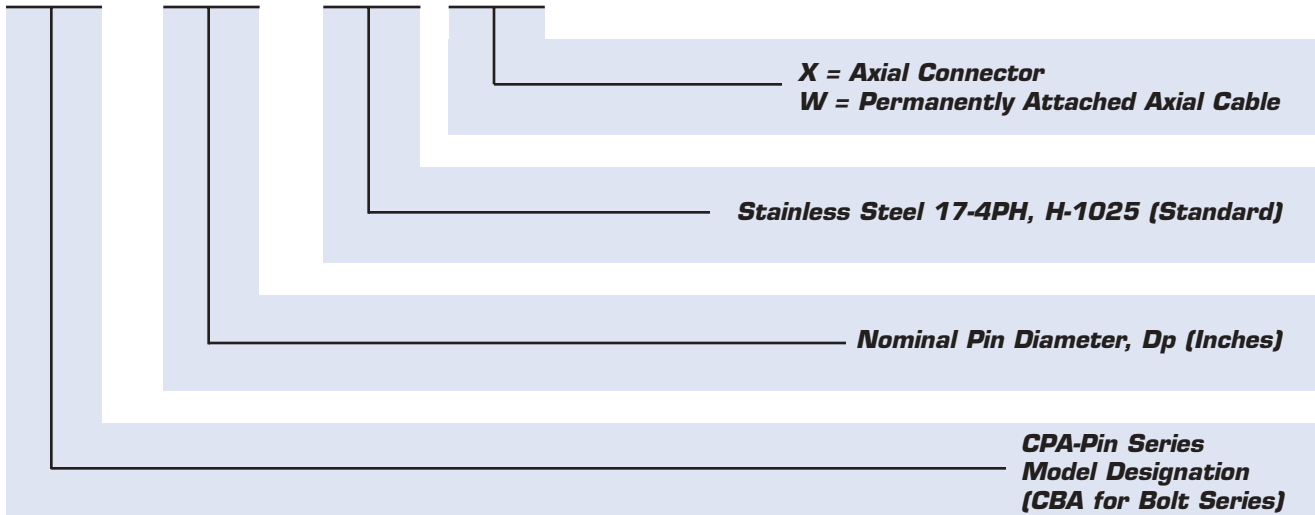 X = Axial Connector
W = Permanently Attached Axial Cable
Stainless Steel 17-4PH, H-1025 (Standard)
Nominal Pin Diameter, Dp (Inches)
CPA-Pin Series
Model Designation
(CBA for Bolt Series)